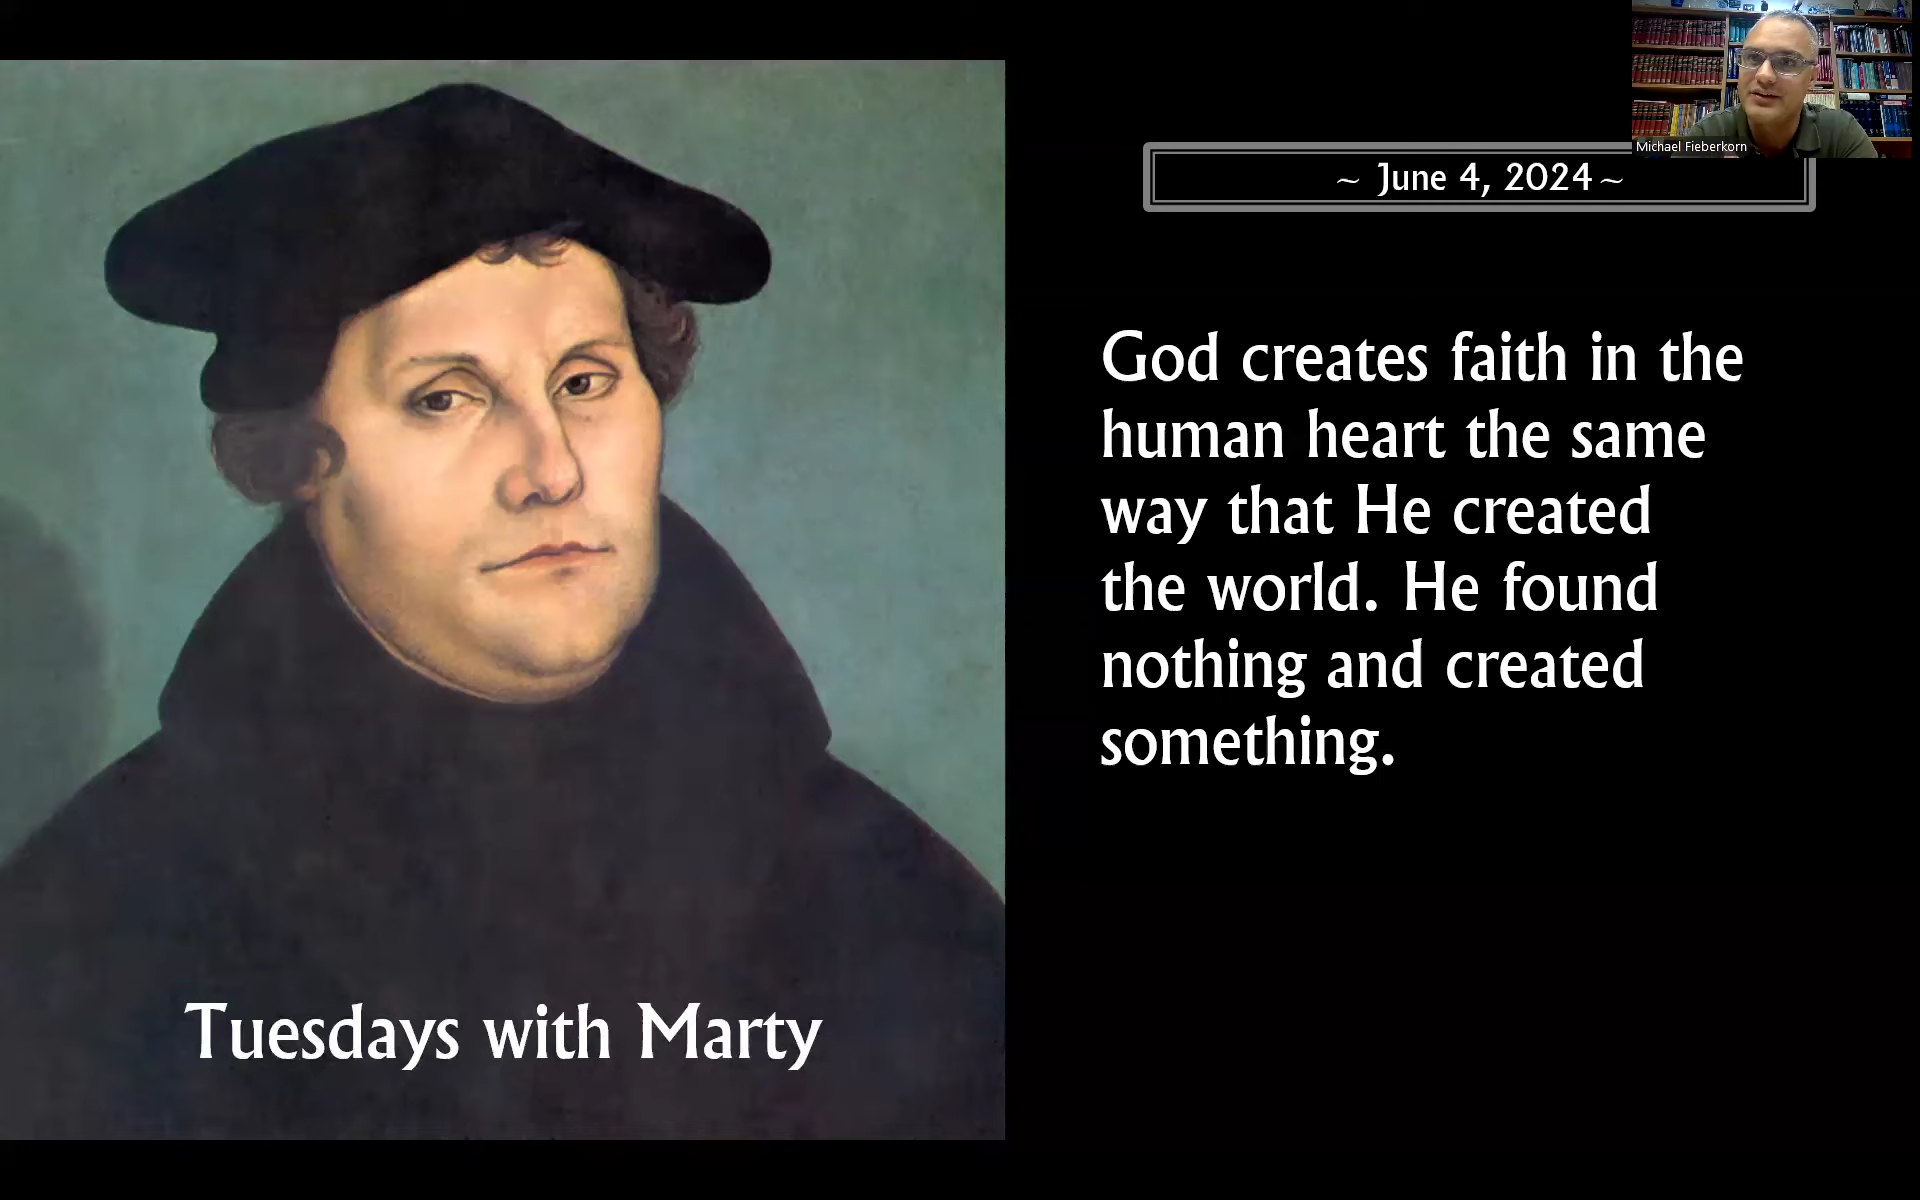 Michael Fieberkorn
~ June 4, 2024 ~
God creates faith in the
human heart the same
way that He created
the world. He found
nothing and created
something.
Tuesdays with Marty